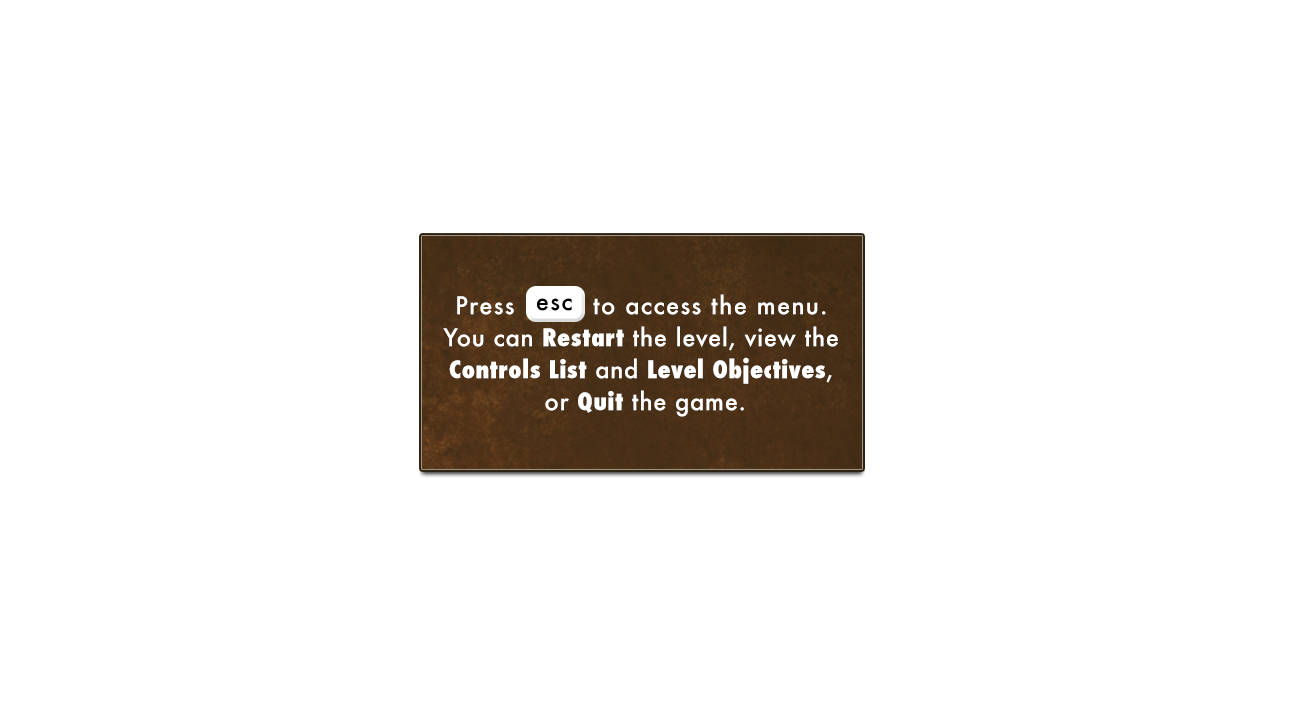 Press esc to access the menu.
You can Restart the level, view the
Controls List and Level Objectives,
or Quit the game.